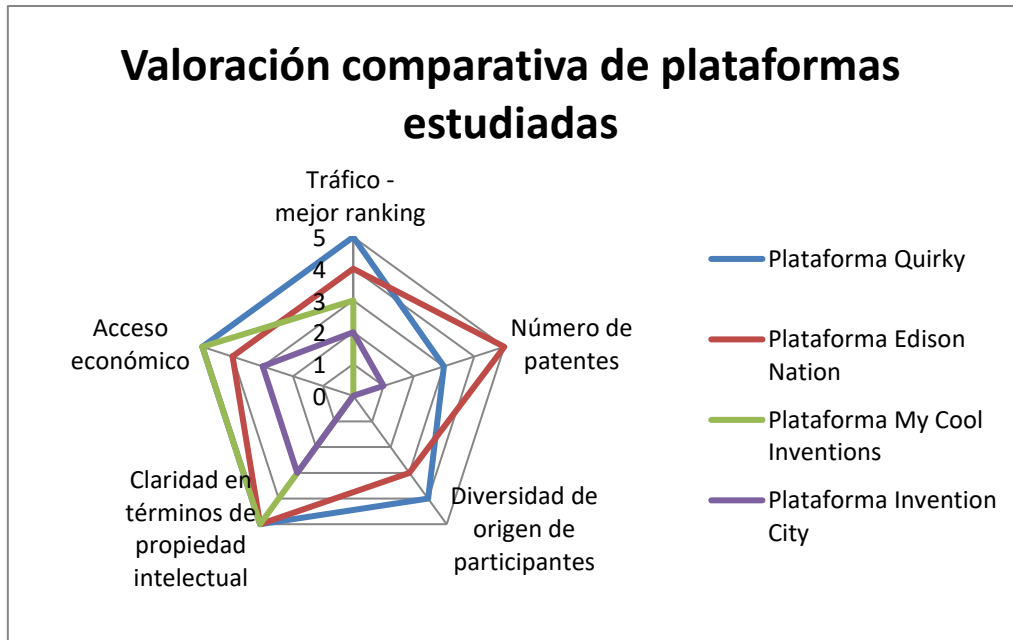 Valoración comparativa de plataformas
estudiadas
Tráfico -
mejor ranking
5
4
3
2
1
0
Número de
patentes
Diversidad de
origen de
participantes
Claridad en
términos de
propiedad
intelectual
Acceso
económico
Plataforma Quirky
Plataforma Edison
Nation
Plataforma My Cool
Inventions
Plataforma Invention
City